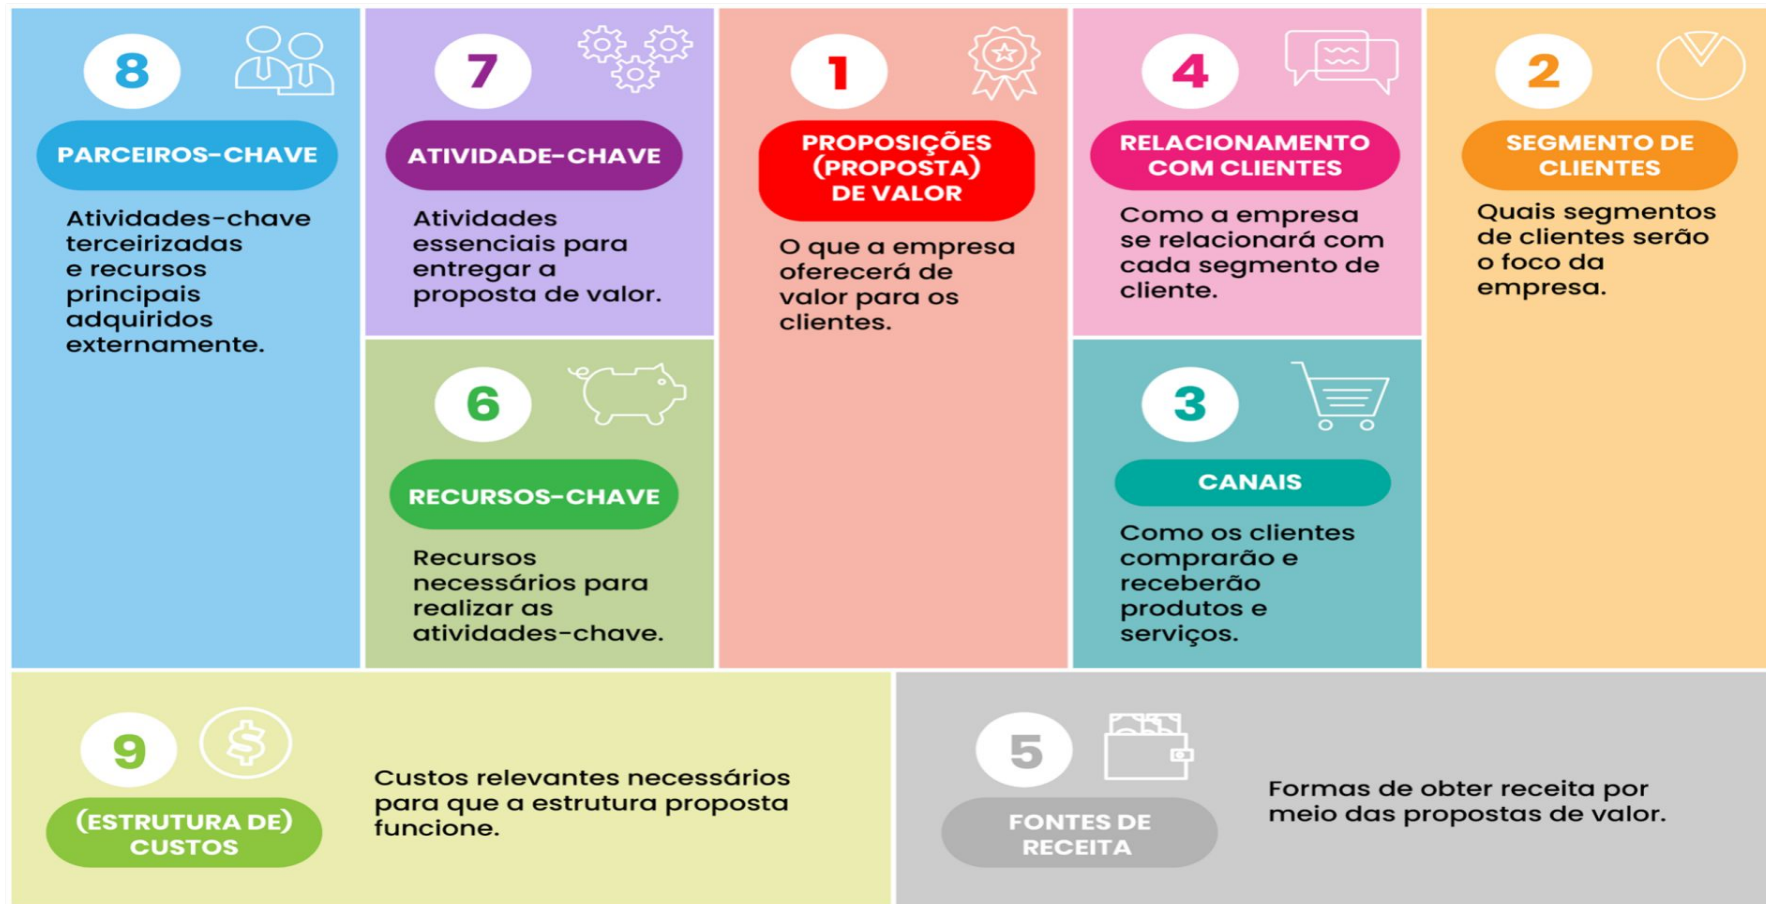 8
PARCEIROS-CHAVE
Atividades-chave
terceirizadas
e recursos
principais
adquiridos
externamente.
7
ATIVIDADE-CHAVE
Atividades
essenciais para
entregar a
proposta de valor.
6
RECURSOS-CHAVE
Recursos
necessários para
realizar as
atividades-chave.
1
PROPOSIÇÕES
(PROPOSTA)
DE VALOR
O que a empresa
oferecerá de
valor para os
clientes.
4
RELACIONAMENTO
COM CLIENTES
Como a empresa
se relacionará com
cada segmento de
cliente.
3
CANAIS
Como os clientes
comprarão e
receberão
produtos e
serviços.
2
SEGMENTO DE
CLIENTES
Quais segmentos
de clientes serão
o foco da
empresa.
9
$
(ESTRUTURA DE)
CUSTOS
Custos relevantes necessários
para que a estrutura proposta
funcione.
5
FONTES DE
RECEITA
Formas de obter receita por
meio das propostas de valor.